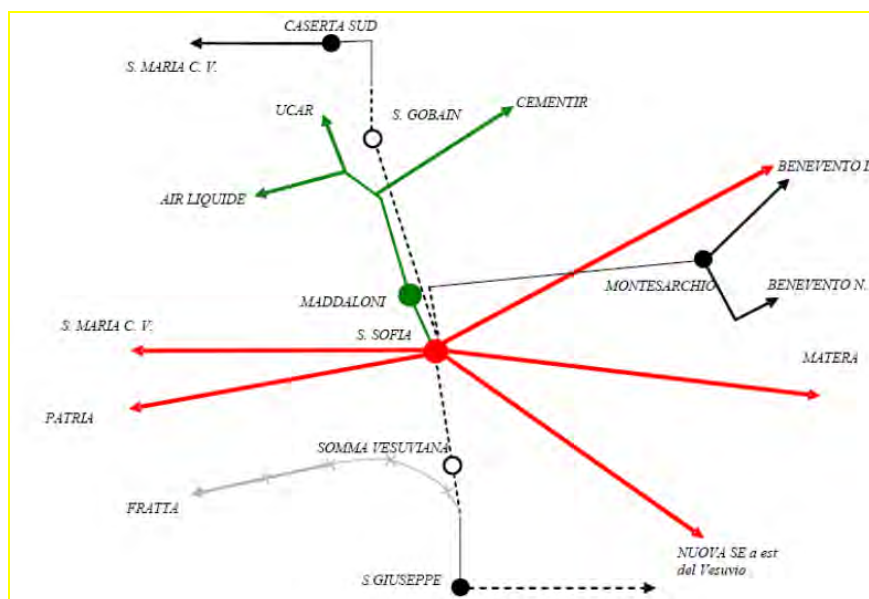 CASERTA SUD
S. MARIA C. V.
UCAR
S. GOBAIN
CEMENTIR
BENEVENTO
AIR LIQUIDE
MADDALONI
MONTESARCHIO
BENEVENTO N.
S. MARIA C. V.
S. SOFIA
MATERA
PATRIA
SOMMA VESUVIANA
FRATTA
S.GIUSEPPE
NUOVA SE a est
del Vesuvio